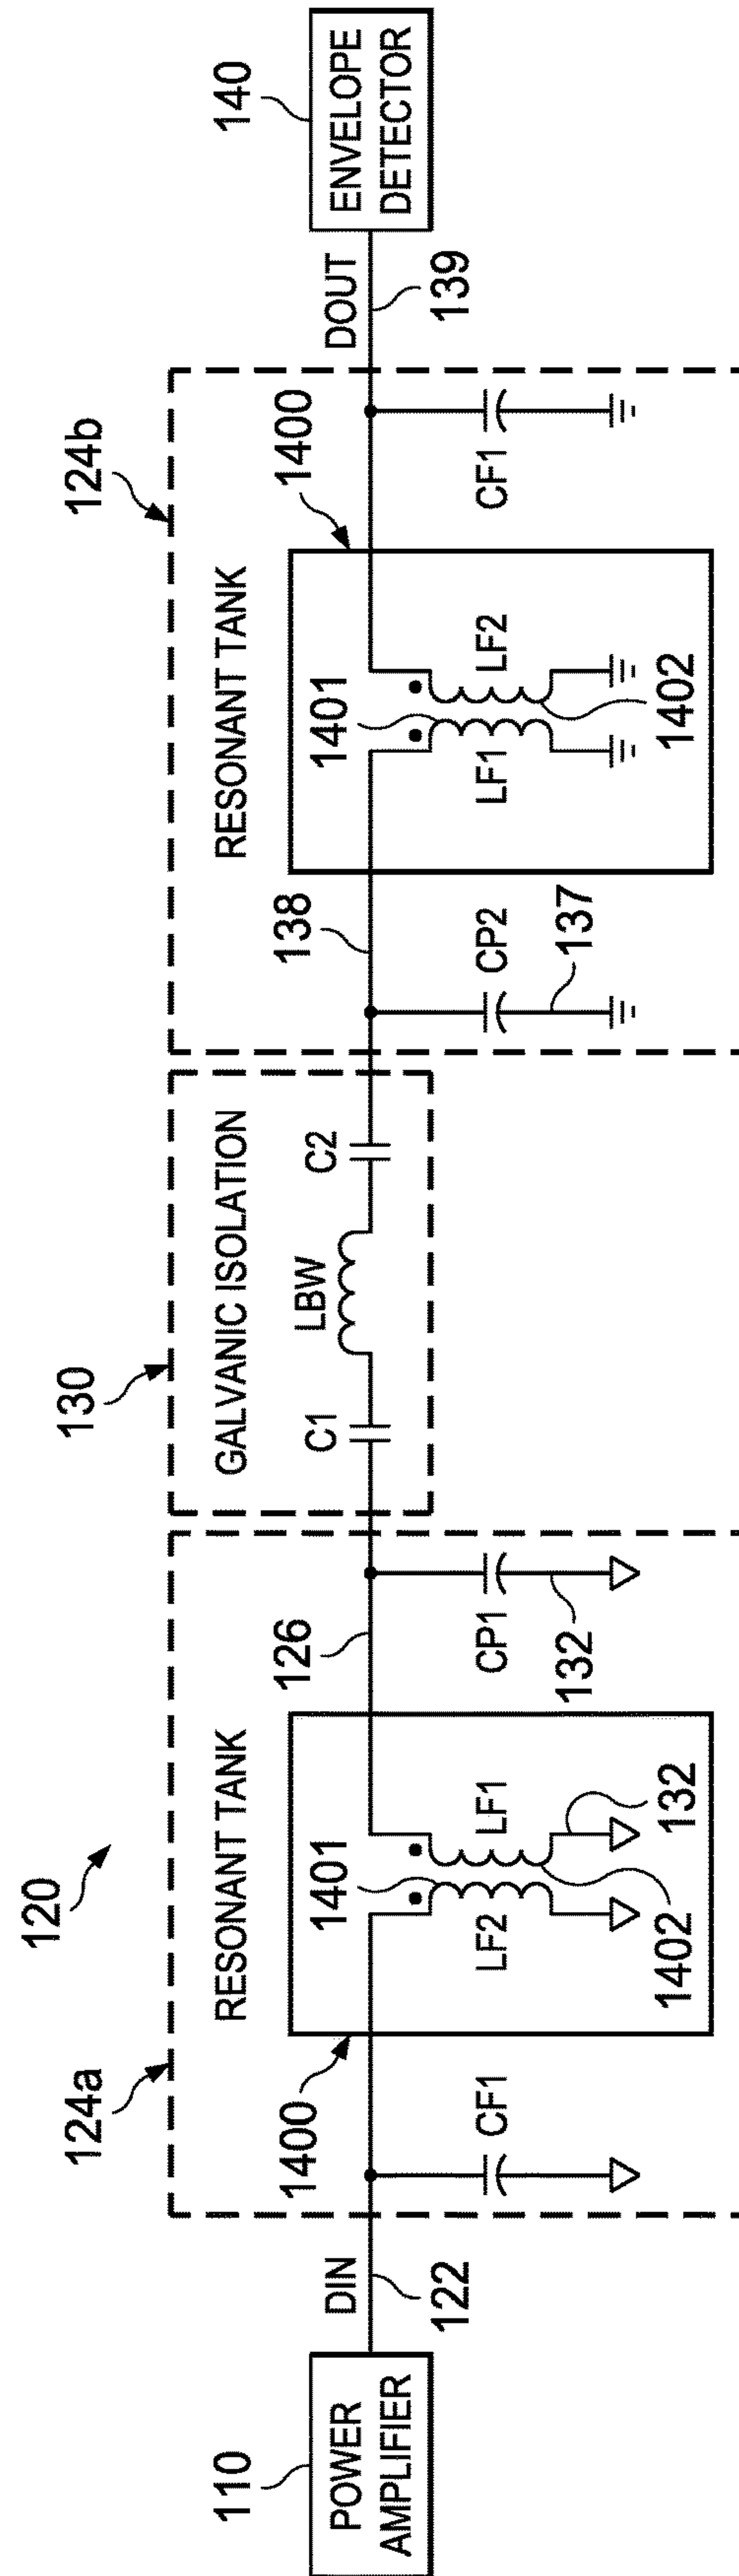 120
124a
RESONANT TANK
130
GALVANIC ISOLATION
124b
RESONANT TANK
110
POWER
AMPLIFIER
DIN
122
CF1
1400
1401
LF2
LF1
1402
132
126
CP1
132
C1
LBW
C2
138
CP2
137
1401
LF1
LF2
1402
1400
CF1
DOUT
139
140
ENVELOPE
DETECTOR